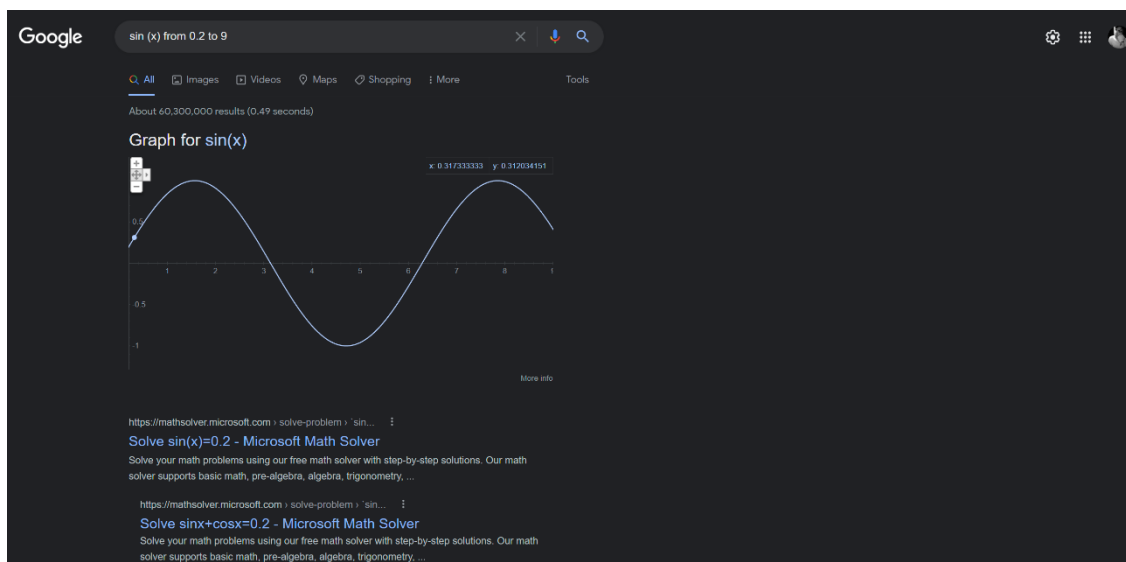 Google
sin (x) from 0.2 to 9
All Images Videos Maps Shopping More Tools
About 60,300,000 results (0.49 seconds)
Graph for sin(x)
x: 0.317333333 y: 0.312034151
0.5
1 2 3 4 5 6 7 8
-0.5
-1
More info
https://mathsolver.microsoft.com › solve-problem › `sin...
Solve sin(x)=0.2 - Microsoft Math Solver
Solve your math problems using our free math solver with step-by-step solutions. Our math
solver supports basic math, pre-algebra, algebra, trigonometry, ...
https://mathsolver.microsoft.com › solve-problem › `sin...
Solve sinx+cosx=0.2 - Microsoft Math Solver
Solve your math problems using our free math solver with step-by-step solutions. Our math
solver supports basic math, pre-algebra, algebra, trigonometry, ...